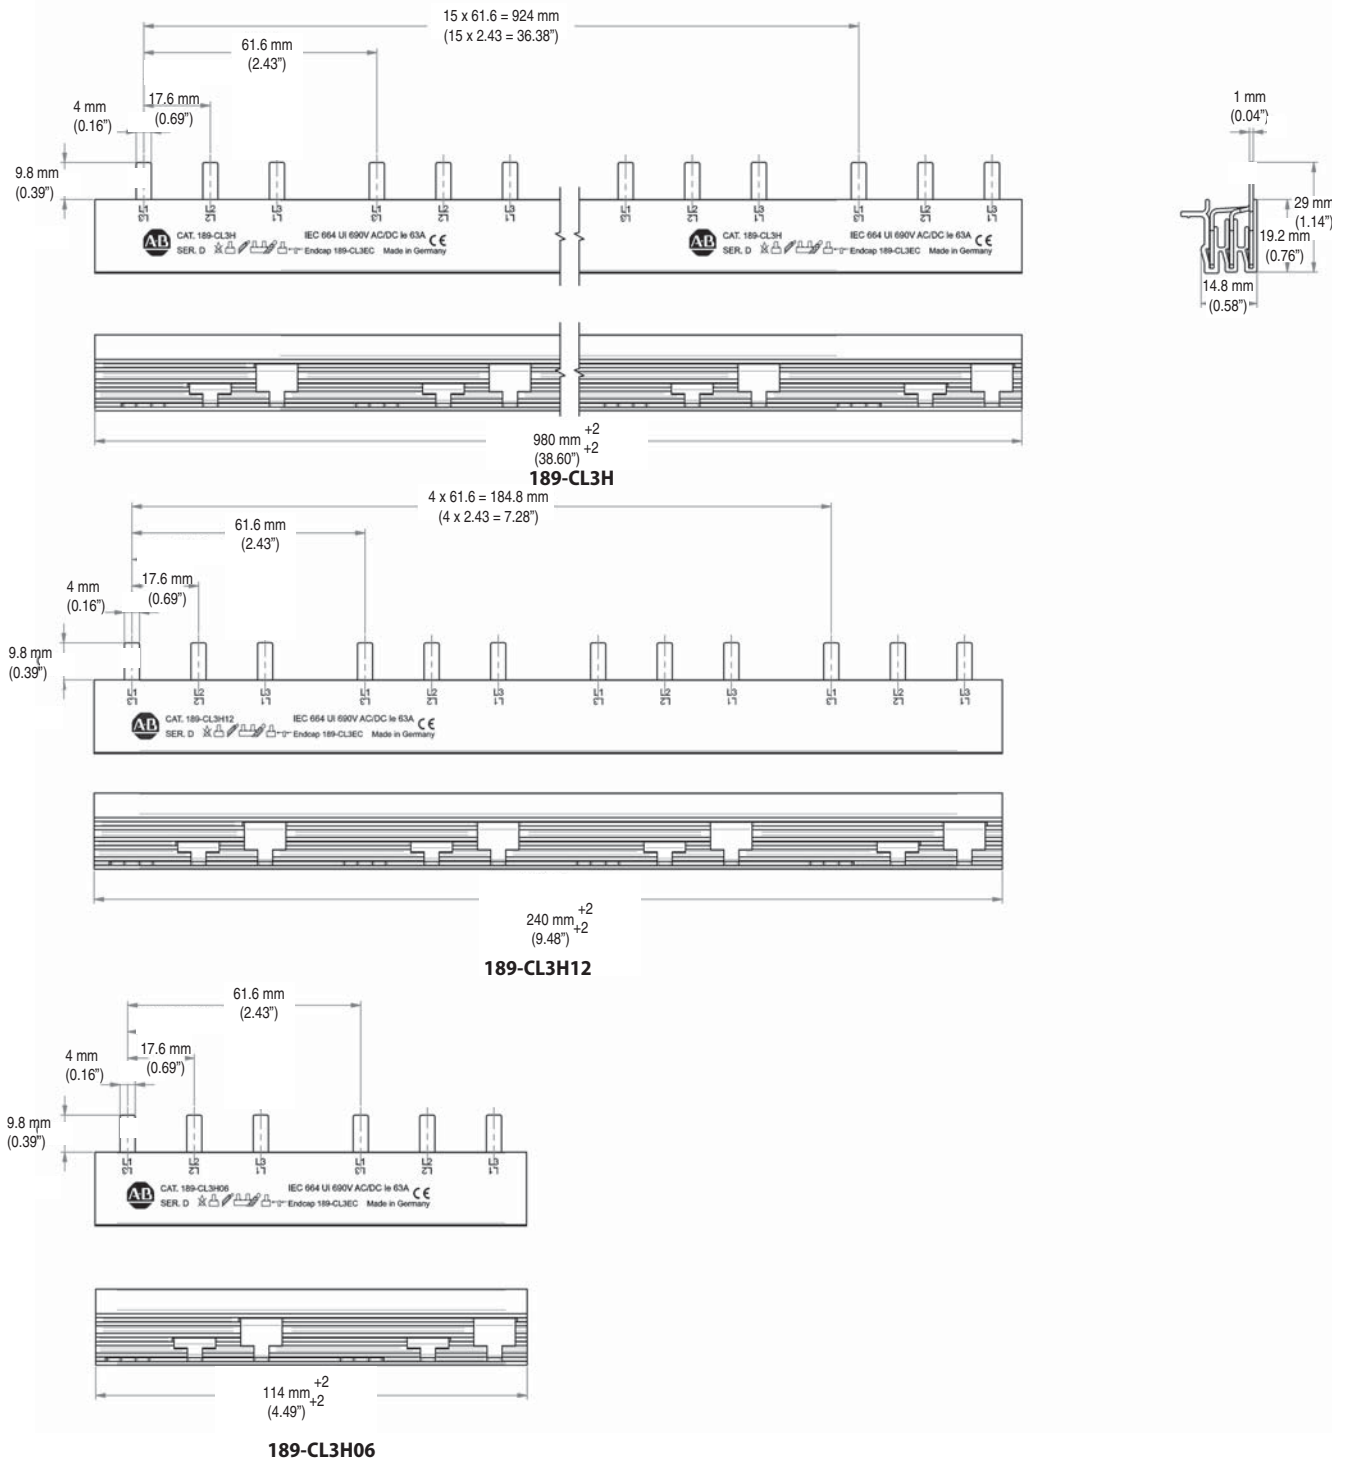 15 x 61.6 = 924 mm
(15 x 2.43 = 36.38”)
61.6 mm
(2.43”)
17.6 mm
(0.69”)
4 mm
(0.16”)
9.8 mm
(0.39”)
1 mm
(0.04”)
29 mm
(1.14”)
19.2 mm
(0.76”)
14.8 mm
(0.58”)
A-B
CAT. 189-CL3H
SER. D
IEC 664 UI 690V AC/DC Ie 63A CE
Endcap 189-CL3EC Made in Germany
A-B
CAT. 189-CL3H
SER. D
IEC 664 UI 690V AC/DC Ie 63A CE
Endcap 189-CL3EC Made in Germany
980 mm +2
+2
(38.60”)
189-CL3H
4 x 61.6 = 184.8 mm
(4 x 2.43 = 7.28”)
61.6 mm
(2.43”)
17.6 mm
(0.69”)
4 mm
(0.16”)
9.8 mm
(0.39”)
A-B
CAT. 189-CL3H12
SER. D
IEC 664 UI 690V AC/DC Ie 63A CE
Endcap 189-CL3EC Made in Germany
240 mm +2
+2
(9.48”)
189-CL3H12
61.6 mm
(2.43”)
17.6 mm
(0.69”)
4 mm
(0.16”)
9.8 mm
(0.39”)
A-B
CAT. 189-CL3H06
SER. D
IEC 664 UI 690V AC/DC Ie 63A CE
Endcap 189-CL3EC Made in Germany
114 mm +2
+2
(4.49”)
189-CL3H06